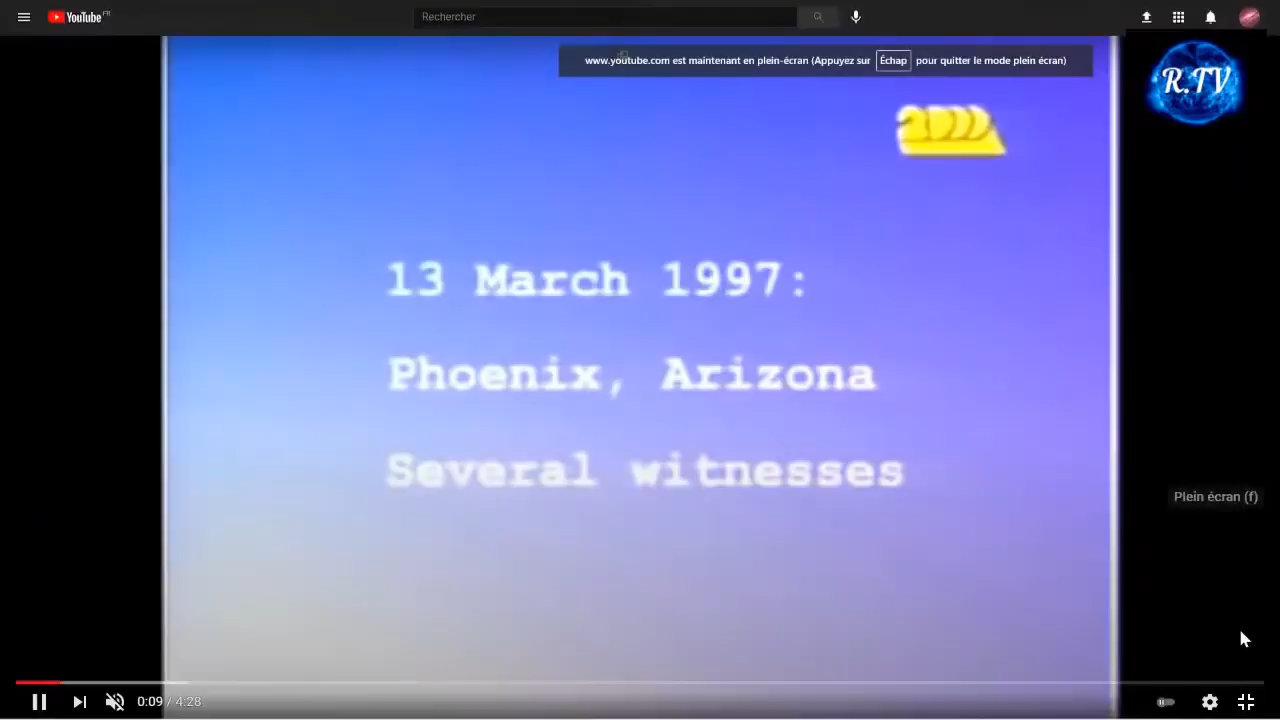 YouTube FR
Rechercher
www.youtube.com est maintenant en plein-écran (Appuyez sur Échap pour quitter le mode plein écran)
R.TV
13 March 1997:
Phoenix, Arizona
Several witnesses
Plein écran (f)
0:09 / 4:28